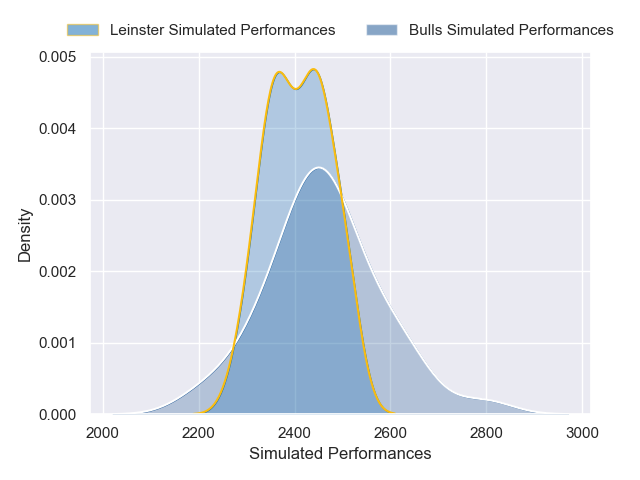 Leinster Simulated Performances Bulls Simulated Performances
0.005
0.004
0.003
0.002
0.001
0.000
Density
2000 2200 2400 2600 2800 3000
Simulated Performances